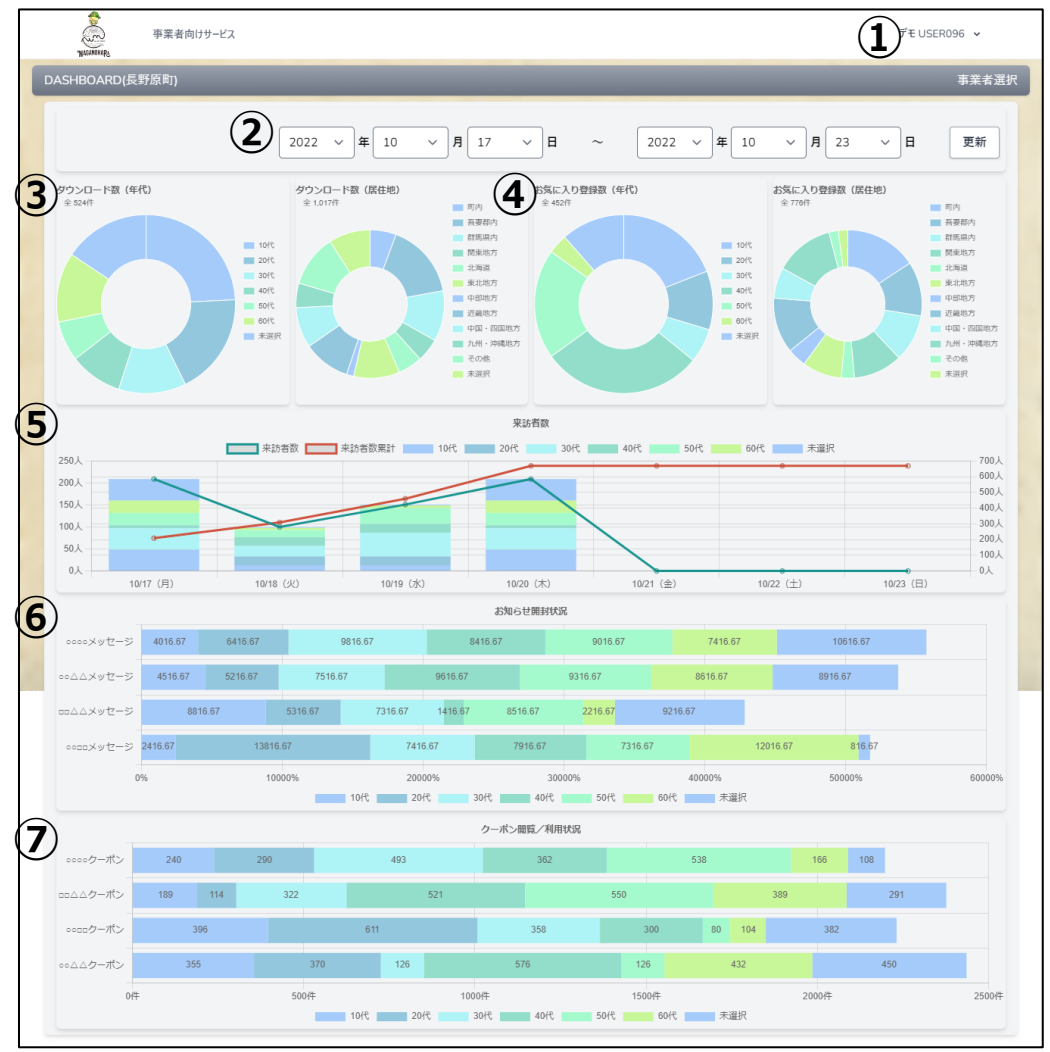 NAGANOHARA
事業者向けサービス
①
デモ USER096
DASHBOARD(長野原町)
事業者選択
②
2022 年 10 月 17 日 ～ 2022 年 10 月 23 日 更新
③
ダウンロード数（年代）
全 524件
10代
20代
30代
40代
50代
60代
未選択
ダウンロード数（居住地）
全 1,017件
町内
吾妻郡内
群馬県内
関東地方
北海道
東北地方
中部地方
近畿地方
中国・四国地方
九州・沖縄地方
その他
未選択
④
お気に入り登録数（年代）
全 452件
10代
20代
30代
40代
50代
60代
未選択
お気に入り登録数（居住地）
全 776件
町内
吾妻郡内
群馬県内
関東地方
北海道
東北地方
中部地方
近畿地方
中国・四国地方
九州・沖縄地方
その他
未選択
⑤
来訪者数
来訪者数 来訪者数累計 10代 20代 30代 40代 50代 60代 未選択
250人
200人
150人
100人
50人
0人
700人
600人
500人
400人
300人
200人
100人
0人
10/17（月） 10/18（火） 10/19（水） 10/20（木） 10/21（金） 10/22（土） 10/23（日）
⑥
お知らせ開封状況
○○○○メッセージ 4016.67 6416.67 9816.67 8416.67 9016.67 7416.67 10616.67
○○△△メッセージ 4516.67 5216.67 7516.67 9616.67 9316.67 8616.67 8916.67
□□△△メッセージ 8816.67 5316.67 7316.67 1416.67 8516.67 2216.67 9216.67
○○□□メッセージ 2416.67 13816.67 7416.67 7916.67 7316.67 12016.67 816.67
0% 10000% 20000% 30000% 40000% 50000% 60000%
10代 20代 30代 40代 50代 60代 未選択
⑦
クーポン閲覧／利用状況
○○○○クーポン 240 290 493 362 538 166 108
□□△△クーポン 189 114 322 521 550 389 291
○○□□クーポン 396 611 358 300 80 104 382
○○△△クーポン 355 370 126 576 126 432 450
0件 500件 1000件 1500件 2000件 2500件
10代 20代 30代 40代 50代 60代 未選択